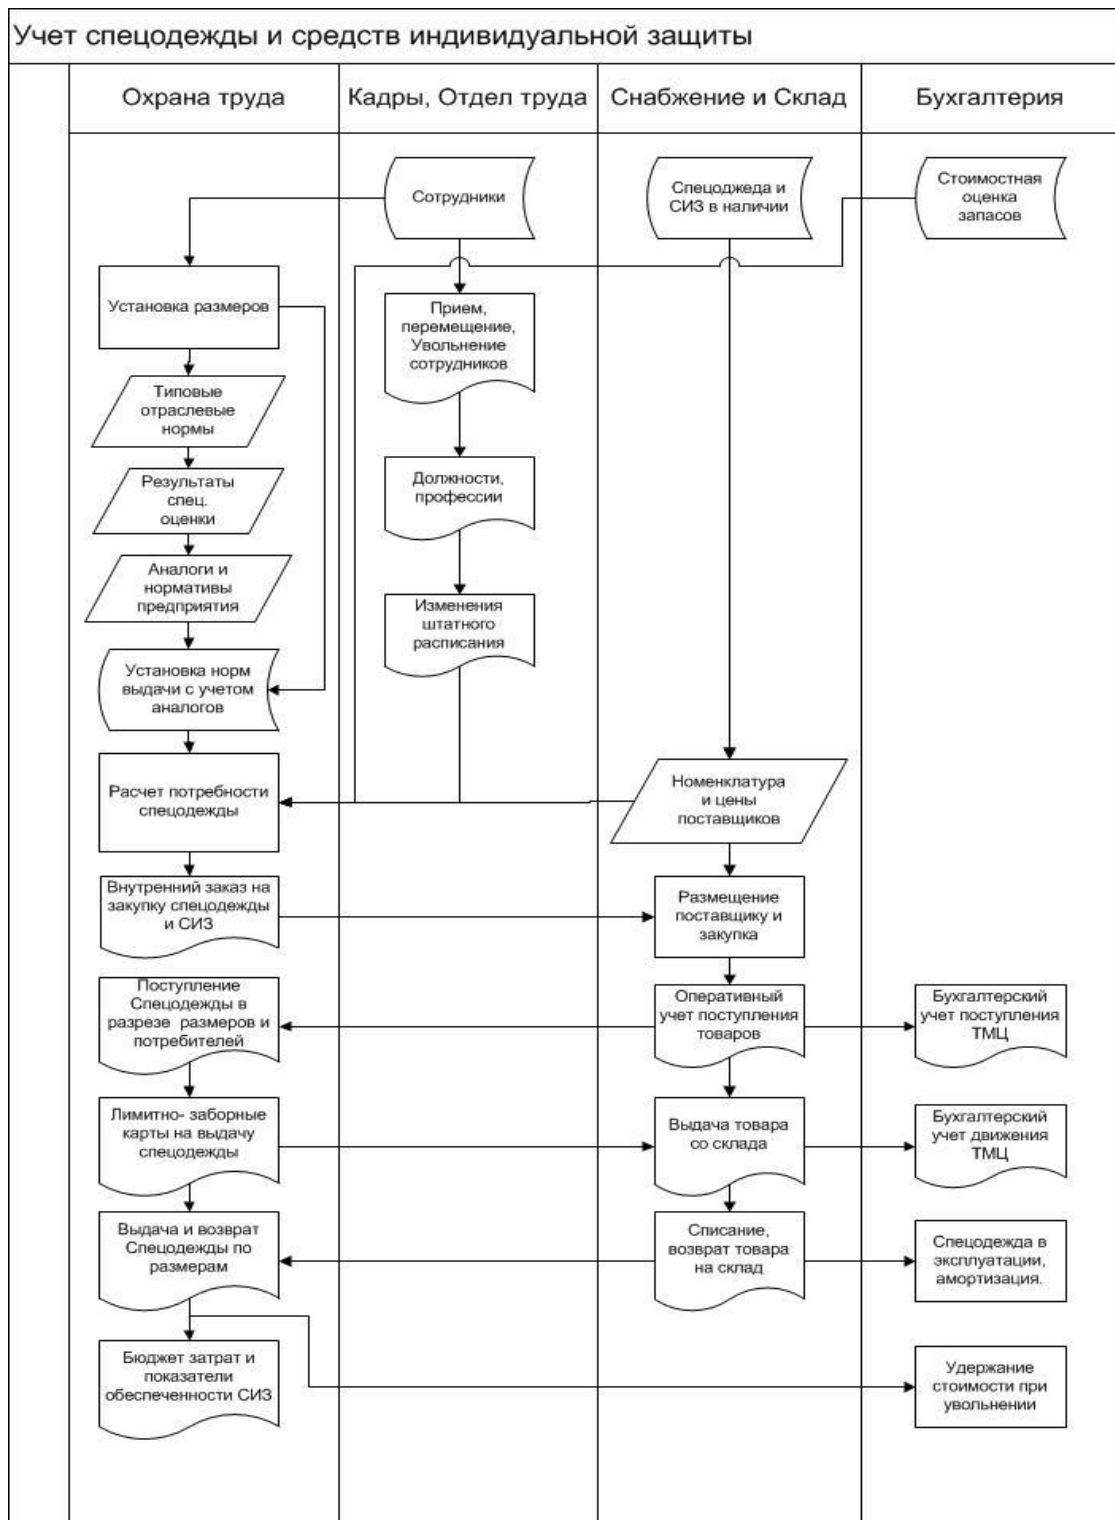 Учет спецодежды и средств индивидуальной защиты
Охрана труда
Кадры, Отдел труда
Снабжение и Склад
Бухгалтерия
Сотрудники
Спецоджеда и
СИЗ в наличии
Стоимостная
оценка
запасов
Установка размеров
Прием,
перемещение,
Увольнение
сотрудников
Типовые
отраслевые
нормы
Результаты
спец.
оценки
Должности,
профессии
Аналоги и
нормативы
предприятия
Изменения
штатного
расписания
Установка норм
выдачи с учетом
аналогов
Расчет потребности
спецодежды
Номенклатура
и цены
поставщиков
Внутренний заказ на
закупку спецодежды
и СИЗ
Размещение
поставщику и
закупка
Поступление
Спецодежды в
разрезе размеров и
потребителей
Оперативный
учет поступления
товаров
Бухгалтерский
учет поступления
ТМЦ
Лимитно- заборные
карты на выдачу
спецодежды
Выдача товара
со склада
Бухгалтерский
учет движения
ТМЦ
Выдача и возврат
Спецодежды по
размерам
Списание,
возврат товара
на склад
Спецодежда в
эксплуатации,
амортизация.
Бюджет затрат и
показатели
обеспеченности СИЗ
Удержание
стоимости при
увольнении